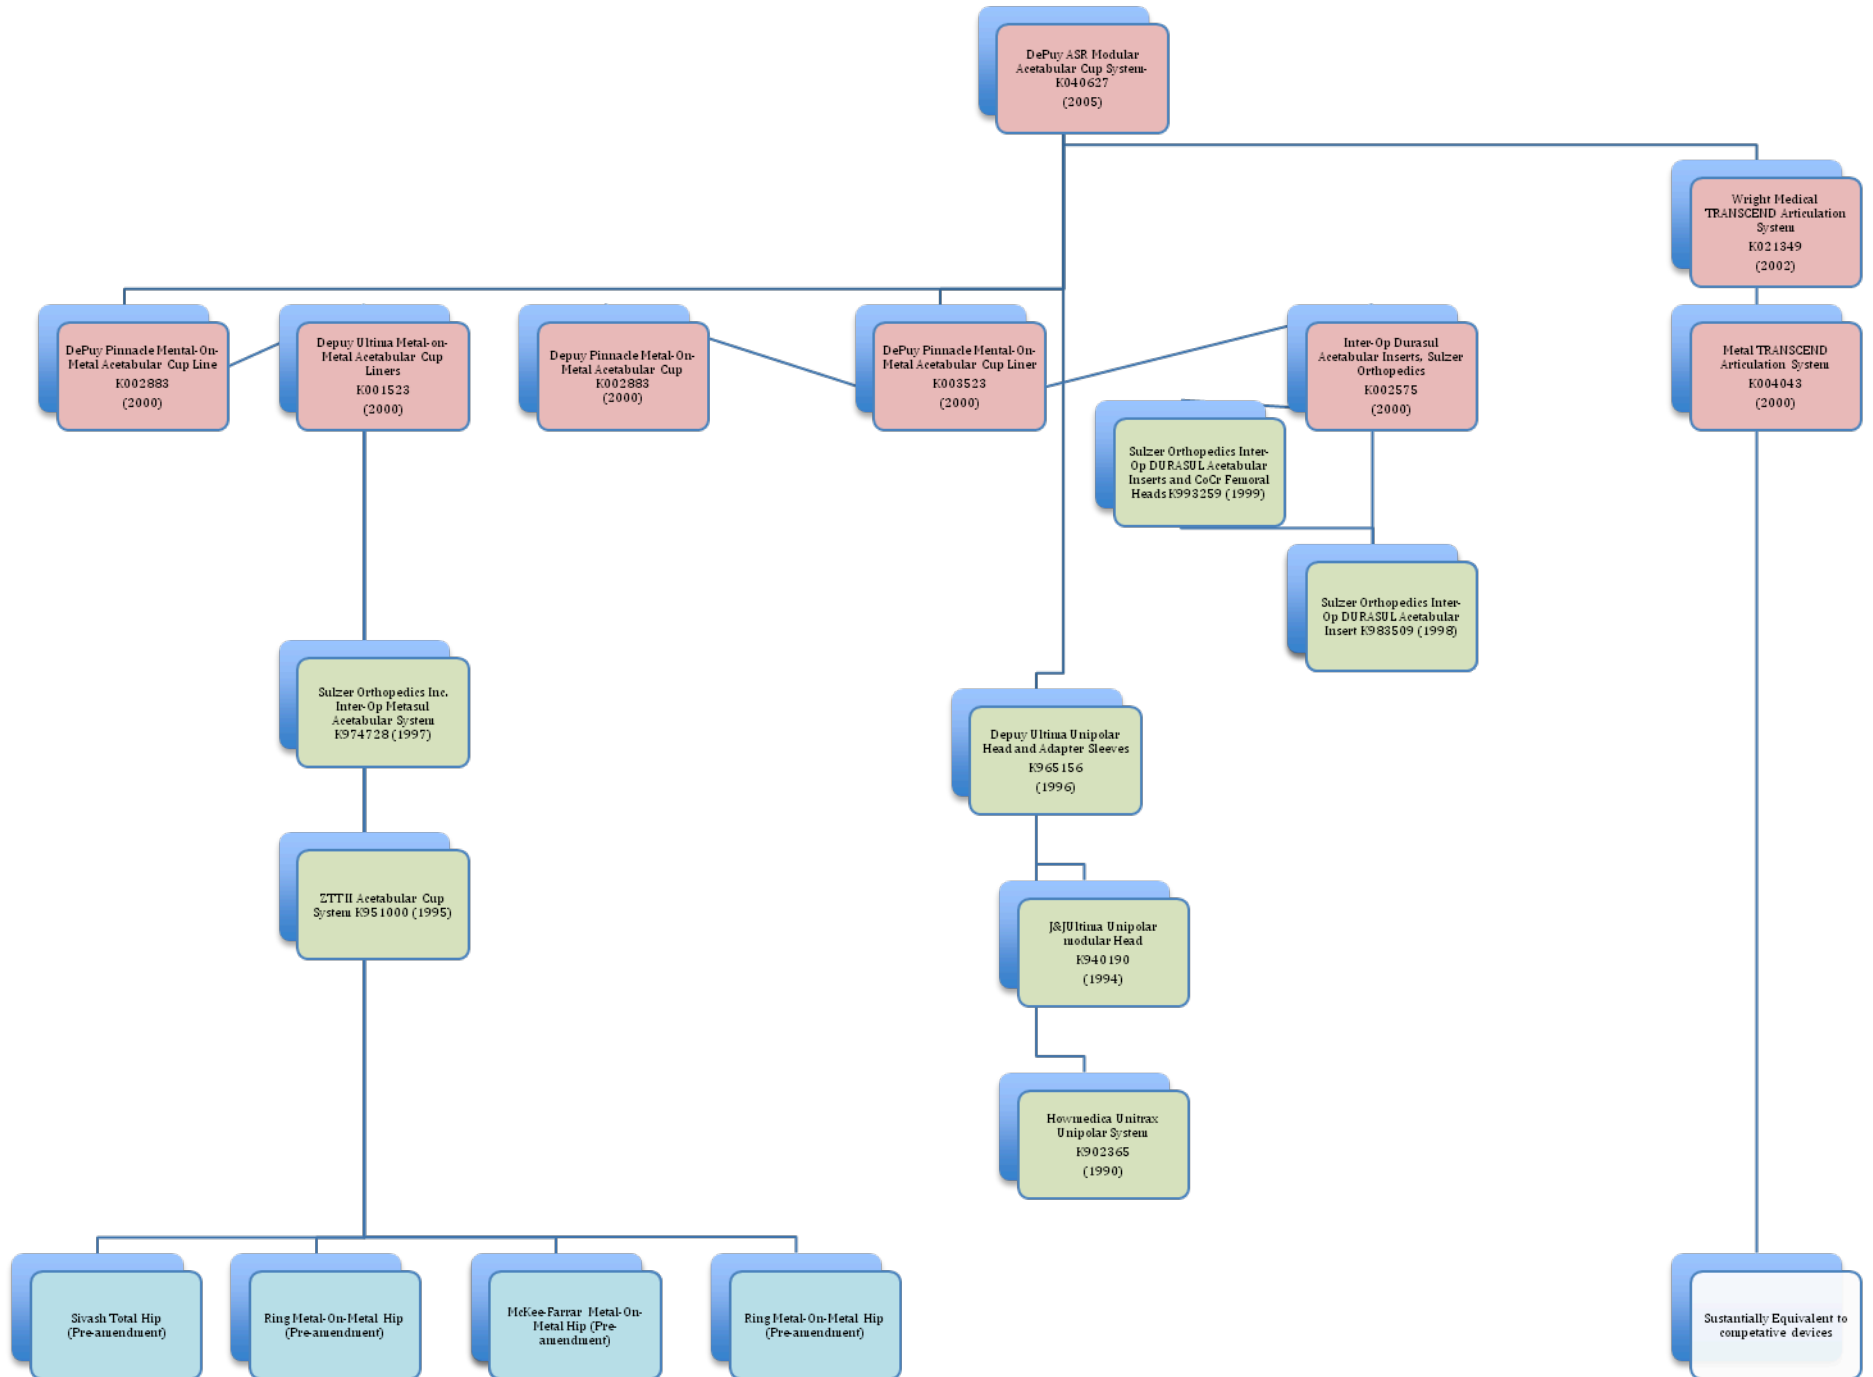 DePuy ASR Modular
Acetabular Cup System-
K040627
(2005)
Wright Medical
TRANSCEND Articulation
System
K021349
(2002)
DePuy Pinnacle Mental-On-
Metal Acetabular Cup Line
K002883
(2000)
Depuy Ultima Metal-on-
Metal Acetabular Cup
Liners
K001523
(2000)
Depuy Pinnacle Metal-On-
Metal Acetabular Cup
K002883
(2000)
DePuy Pinnacle Mental-On-
Metal Acetabular Cup Liner
K003523
(2000)
Inter-Op Durasul
Acetabular Inserts, Sulzer
Orthopedics
K002575
(2000)
Metal TRANSCEND
Articulation System
K004043
(2000)
Sulzer Orthopedics Inter-
Op DURASUL Acetabular
Inserts and CoCr Femoral
Heads K993259 (1999)
Sulzer Orthopedics Inter-
Op DURASUL Acetabular
Insert K983509 (1998)
Sulzer Orthopedics Inc.
Inter-Op Metasul
Acetabular System
K974728 (1997)
Depuy Ultima Unipolar
Head and Adapter Sleeves
K965156
(1996)
ZTT II Acetabular Cup
System K951000 (1995)
J&JUltima Unipolar
modular Head
K940190
(1994)
Howmedica Unitrax
Unipolar System
K902365
(1990)
Sivash Total Hip
(Pre-amendment)
Ring Metal-On-Metal Hip
(Pre-amendment)
McKee-Farrar Metal-On-
Metal Hip (Pre-
amendment)
Ring Metal-On-Metal Hip
(Pre-amendment)
Sustantially Equivalent to
competative devices